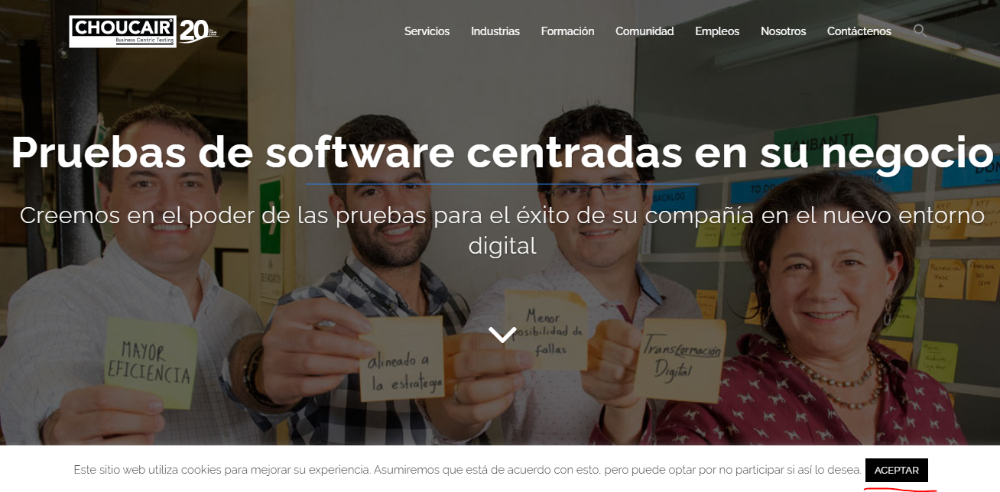 CHOUCAIR
Business Centric Testing
20
Servicios Industrias Formación Comunidad Empleos Nosotros Contáctenos
Pruebas de software centradas en su negocio
Creemos en el poder de las pruebas para el éxito de su compañía en el nuevo entorno
digital
KANBAN TI
BACKLOG
TO DO
MAYOR
EFICIENCIA
alineado a
la estrategia
Menor
posibilidad de
fallas
Transformación
Digital
Este sitio web utiliza cookies para mejorar su experiencia. Asumiremos que está de acuerdo con esto, pero puede optar por no participar si así lo desea. ACEPTAR